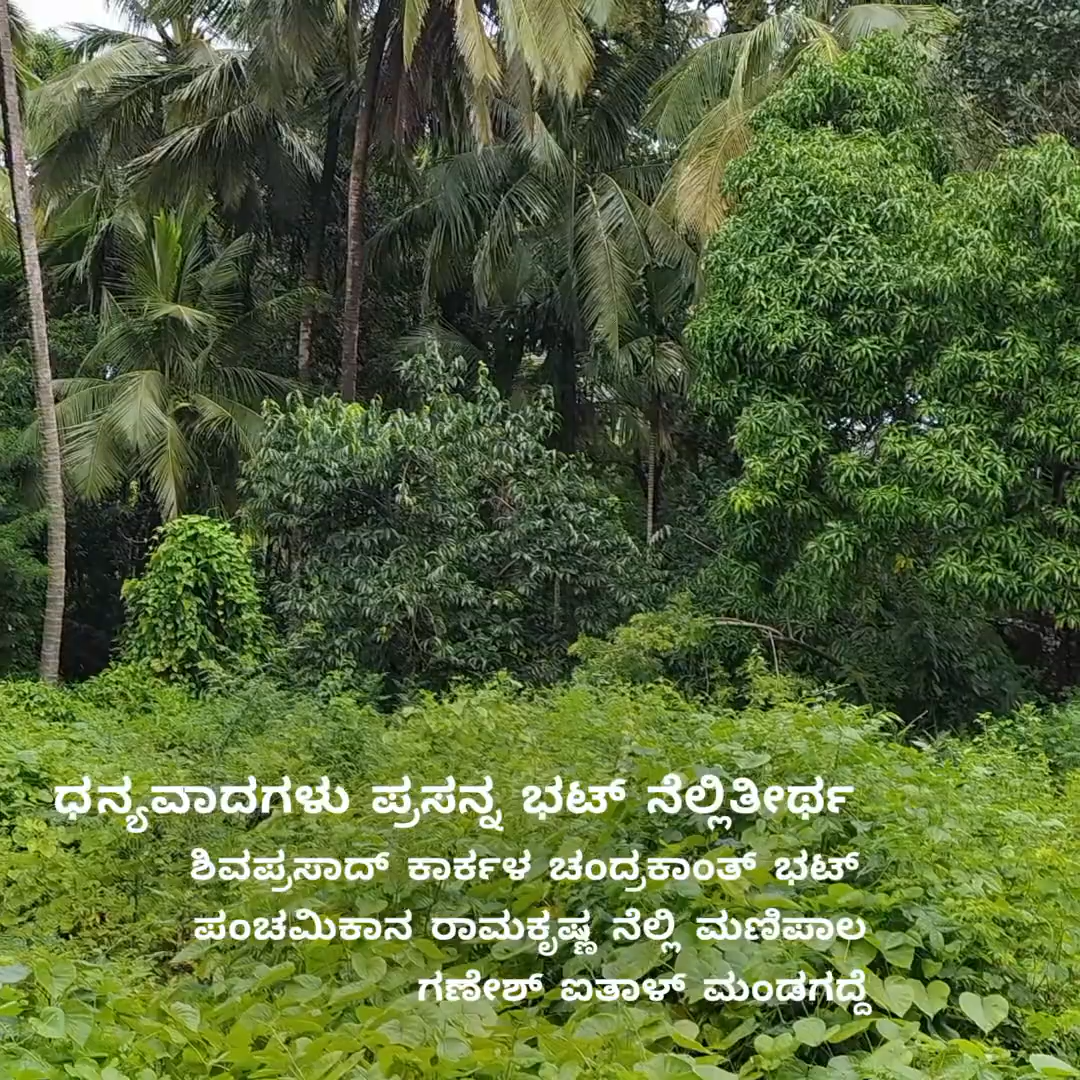 ಧನ್ಯವಾದಗಳು ಪ್ರಸನ್ನ ಭಟ್ ನೆಲ್ಲಿತೀರ್ಥ
ಶಿವಪ್ರಸಾದ್ ಕಾರ್ಕಳ ಚಂದ್ರಕಾಂತ್ ಭಟ್
ಪಂಚಮಿಕಾನ ರಾಮಕೃಷ್ಣ ನೆಲ್ಲಿ ಮಣಿಪಾಲ
ಗಣೇಶ್ ಐತಾಳ್ ಮಂಡಗದ್ದೆ